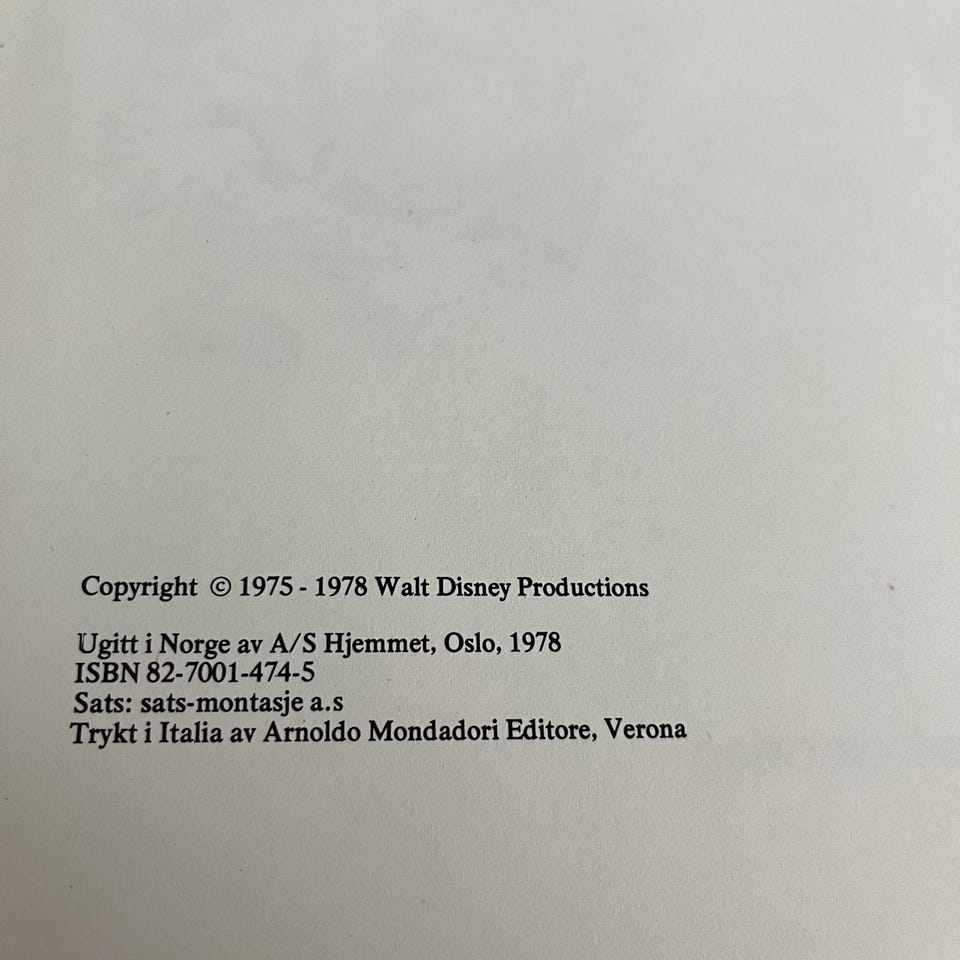 Copyright © 1975 - 1978 Walt Disney Productions
Ugitt i Norge av A/S Hjemmet, Oslo, 1978
ISBN 82-7001-474-5
Sats: sats-montasje a.s
Trykt i Italia av Arnoldo Mondadori Editore, Verona